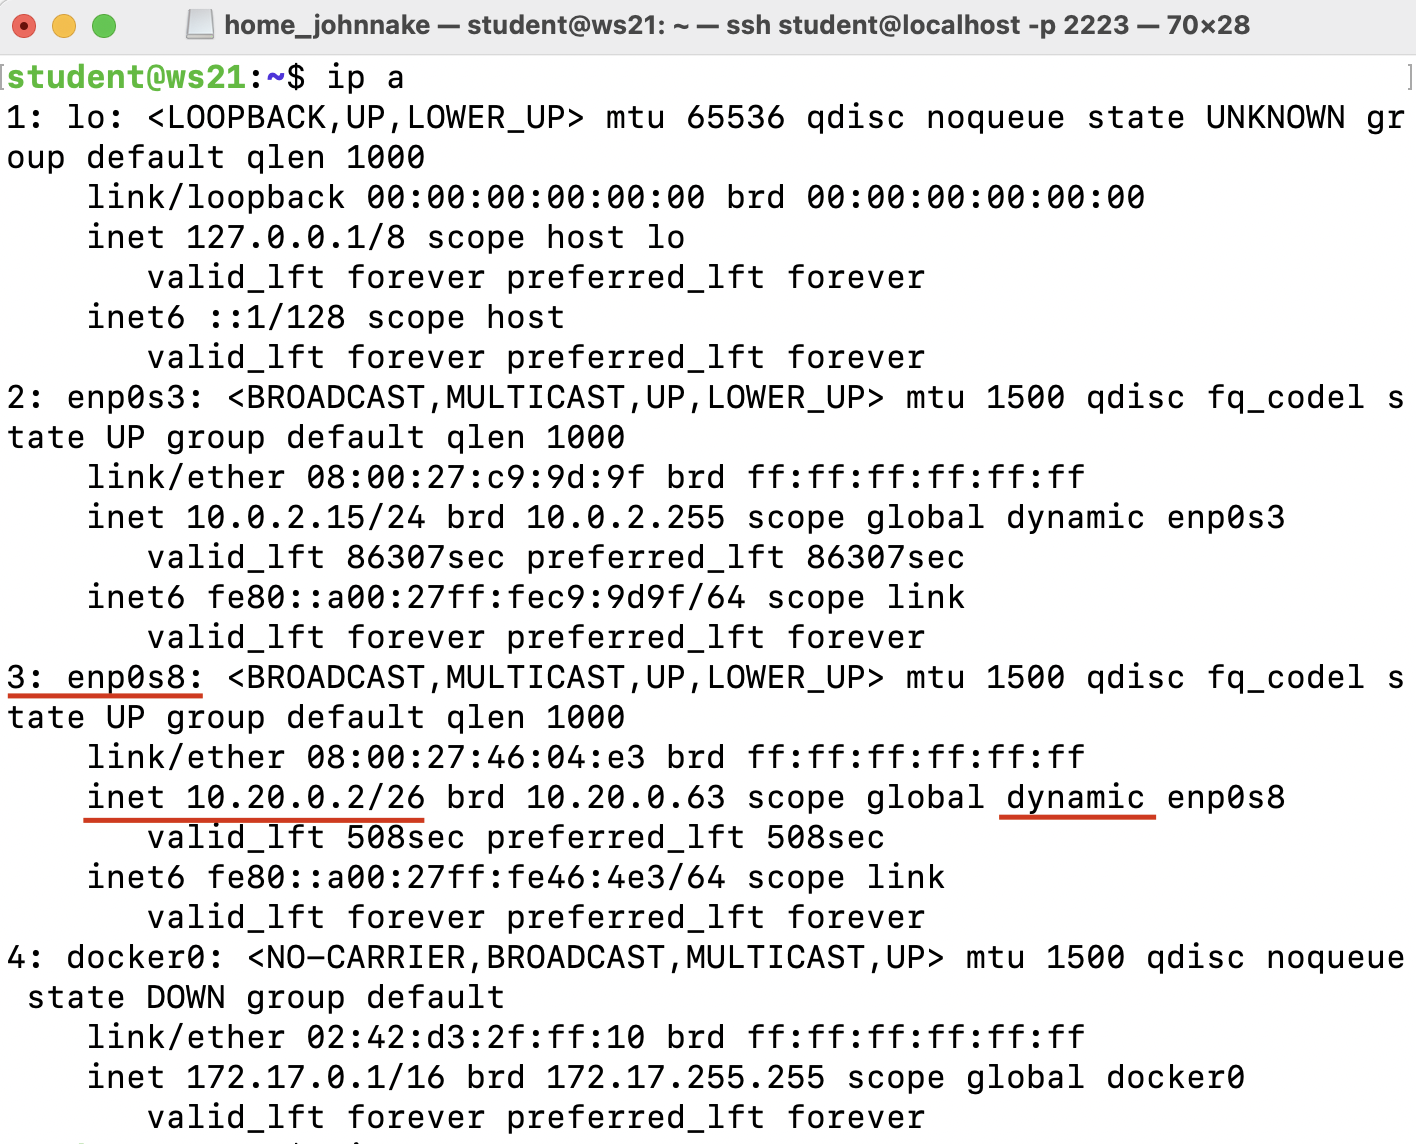 home_johnnake — student@ws21: ~ — ssh student@localhost -p 2223 — 70×28
[student@ws21:~$ ip a ]
1: lo: <LOOPBACK,UP,LOWER_UP> mtu 65536 qdisc noqueue state UNKNOWN gr
oup default qlen 1000
    link/loopback 00:00:00:00:00:00 brd 00:00:00:00:00:00
    inet 127.0.0.1/8 scope host lo
       valid_lft forever preferred_lft forever
    inet6 ::1/128 scope host
       valid_lft forever preferred_lft forever
2: enp0s3: <BROADCAST,MULTICAST,UP,LOWER_UP> mtu 1500 qdisc fq_codel s
tate UP group default qlen 1000
    link/ether 08:00:27:c9:9d:9f brd ff:ff:ff:ff:ff:ff
    inet 10.0.2.15/24 brd 10.0.2.255 scope global dynamic enp0s3
       valid_lft 86307sec preferred_lft 86307sec
    inet6 fe80::a00:27ff:fec9:9d9f/64 scope link
       valid_lft forever preferred_lft forever
3: enp0s8: <BROADCAST,MULTICAST,UP,LOWER_UP> mtu 1500 qdisc fq_codel s
tate UP group default qlen 1000
    link/ether 08:00:27:46:04:e3 brd ff:ff:ff:ff:ff:ff
    inet 10.20.0.2/26 brd 10.20.0.63 scope global dynamic enp0s8
       valid_lft 508sec preferred_lft 508sec
    inet6 fe80::a00:27ff:fe46:4e3/64 scope link
       valid_lft forever preferred_lft forever
4: docker0: <NO-CARRIER,BROADCAST,MULTICAST,UP> mtu 1500 qdisc noqueue
 state DOWN group default
    link/ether 02:42:d3:2f:ff:10 brd ff:ff:ff:ff:ff:ff
    inet 172.17.0.1/16 brd 172.17.255.255 scope global docker0
       valid_lft forever preferred_lft forever